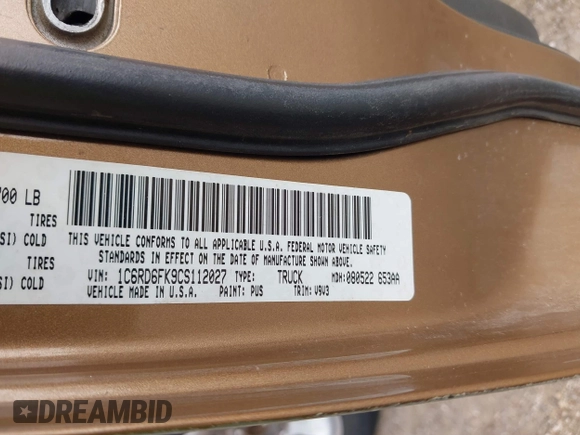 700 LB
TIRES
SI) COLD
TIRES
SI) COLD
THIS VEHICLE CONFORMS TO ALL APPLICABLE U.S.A. FEDERAL MOTOR VEHICLE SAFETY
STANDARDS IN EFFECT ON THE DATE OF MANUFACTURE SHOWN ABOVE.
VIN: 1C6RD6FK9CS112027 TYPE: TRUCK MDH: 080522 653AA
VEHICLE MADE IN U.S.A. PAINT: PUS TRIM: V9V3
DREAMBID